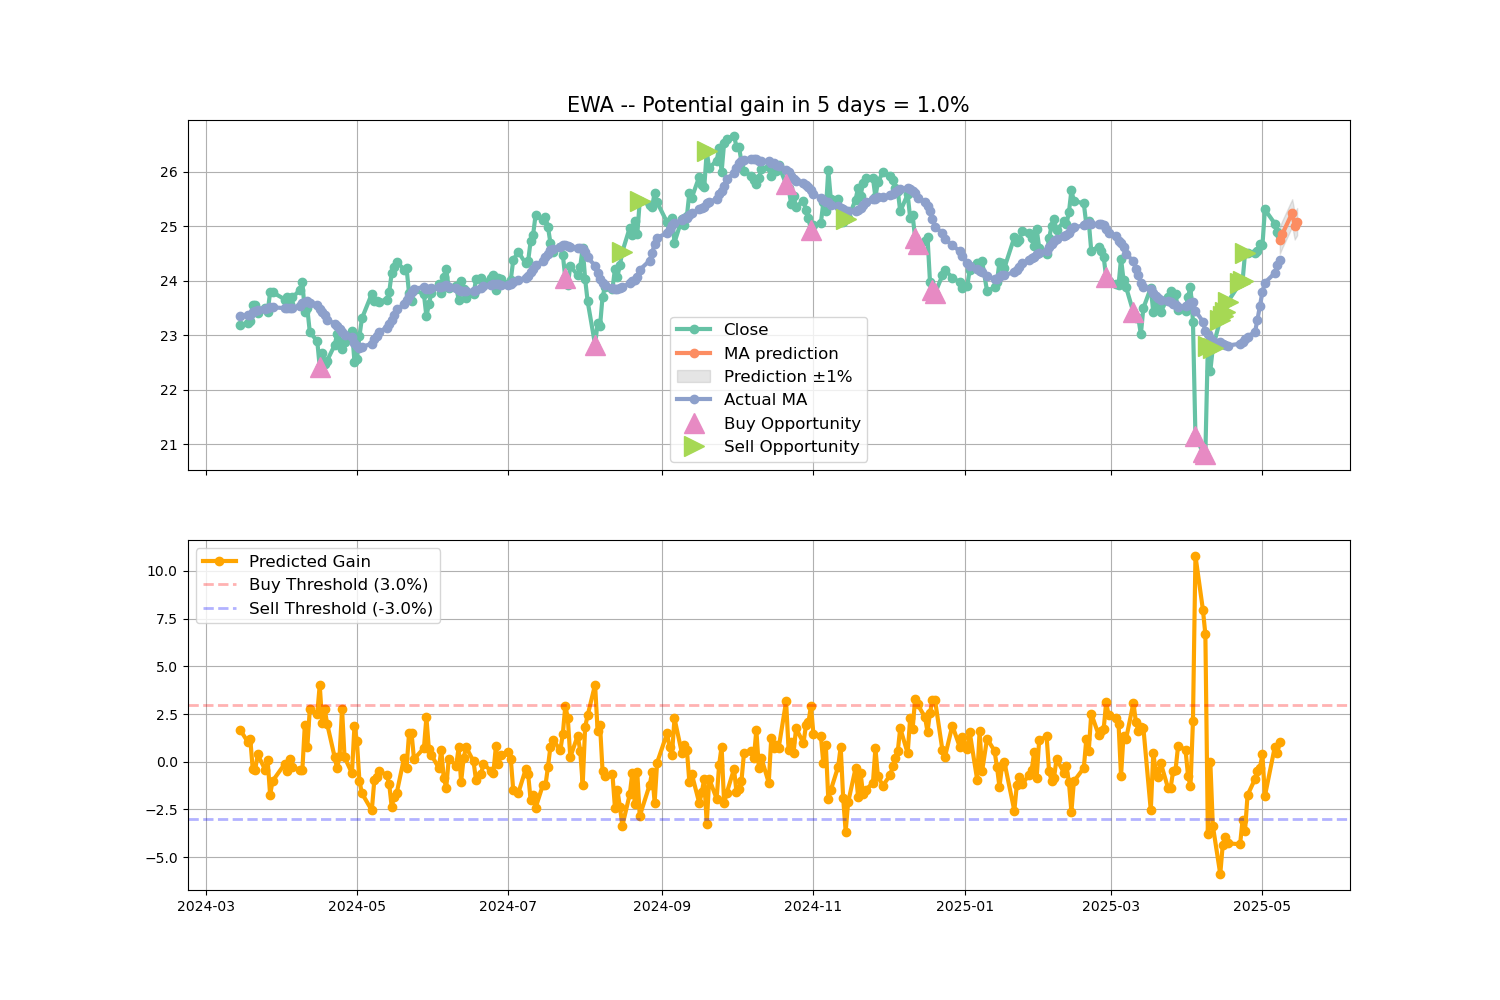 EWA -- Potential gain in 5 days = 1.0%
26
25
24
23
22
21
Close
MA prediction
Prediction ±1%
Actual MA
Buy Opportunity
Sell Opportunity
10.0
7.5
5.0
2.5
0.0
−2.5
−5.0
Predicted Gain
Buy Threshold (3.0%)
Sell Threshold (-3.0%)
2024-03 2024-05 2024-07 2024-09 2024-11 2025-01 2025-03 2025-05